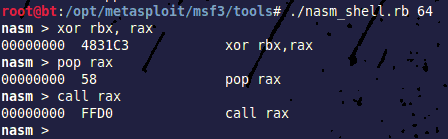 root@bt:/opt/metasploit/msf3/tools# ./nasm_shell.rb 64
nasm > xor rbx, rax
00000000  4831C3            xor rbx,rax
nasm > pop rax
00000000  58                pop rax
nasm > call rax
00000000  FFD0              call rax
nasm >